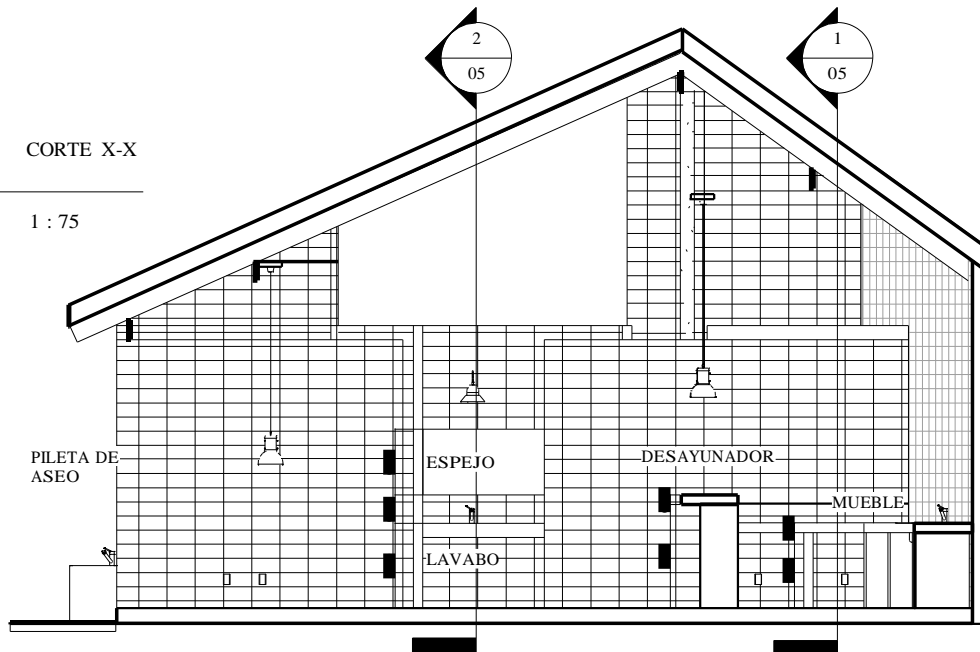 2
05
1
05
CORTE X-X
1 : 75
PILETA DE
ASEO
ESPEJO
DESAYUNADOR
MUEBLE
LAVABO